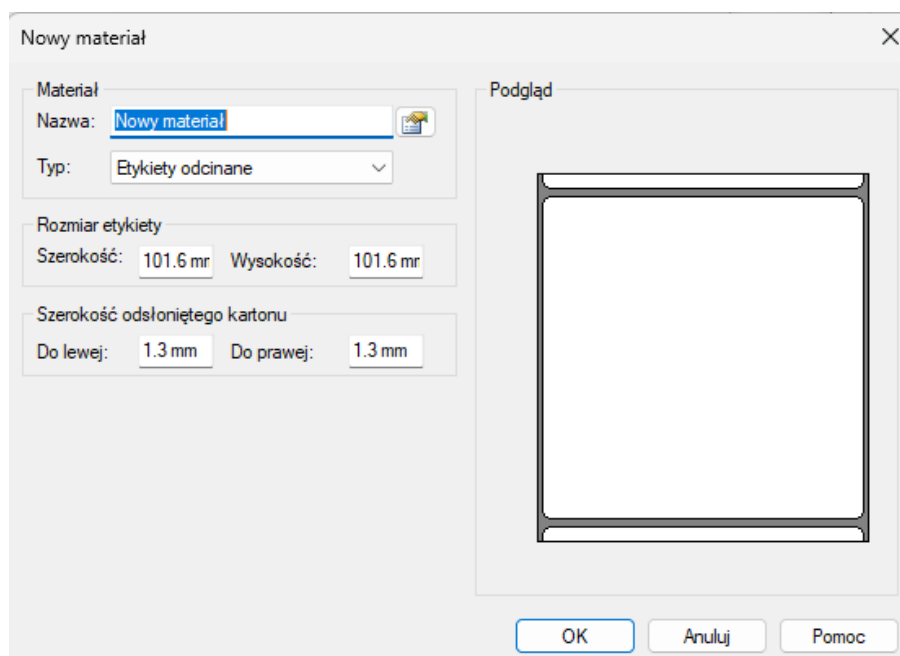 Nowy materiał
Materiał
Nazwa: Nowy materiał
Typ: Etykiety odcinane
Rozmiar etykiety
Szerokość: 101.6 mr Wysokość: 101.6 mr
Szerokość odsłoniętego kartonu
Do lewej: 1.3 mm Do prawej: 1.3 mm
Podgląd
OK Anuluj Pomoc